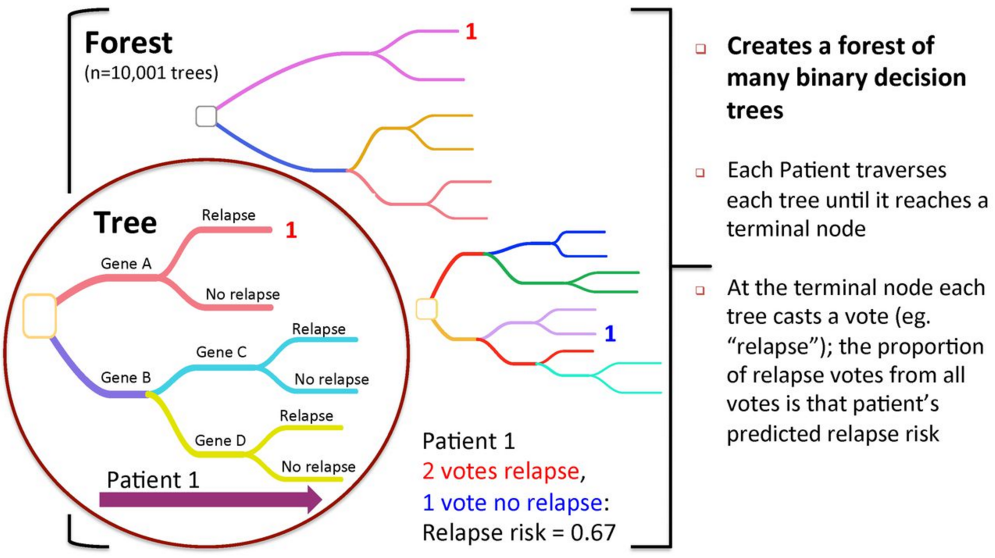 Forest
(n=10,001 trees)
1
Tree
Relapse
1
Gene A
No relapse
Relapse
Gene C
Gene B
No relapse
Relapse
Gene D
No relapse
Patient 1
1
Patient 1
2 votes relapse,
1 vote no relapse:
Relapse risk = 0.67
Creates a forest of
many binary decision
trees
Each Patient traverses
each tree until it reaches a
terminal node
At the terminal node each
tree casts a vote (eg.
“relapse”); the proportion
of relapse votes from all
votes is that patient’s
predicted relapse risk